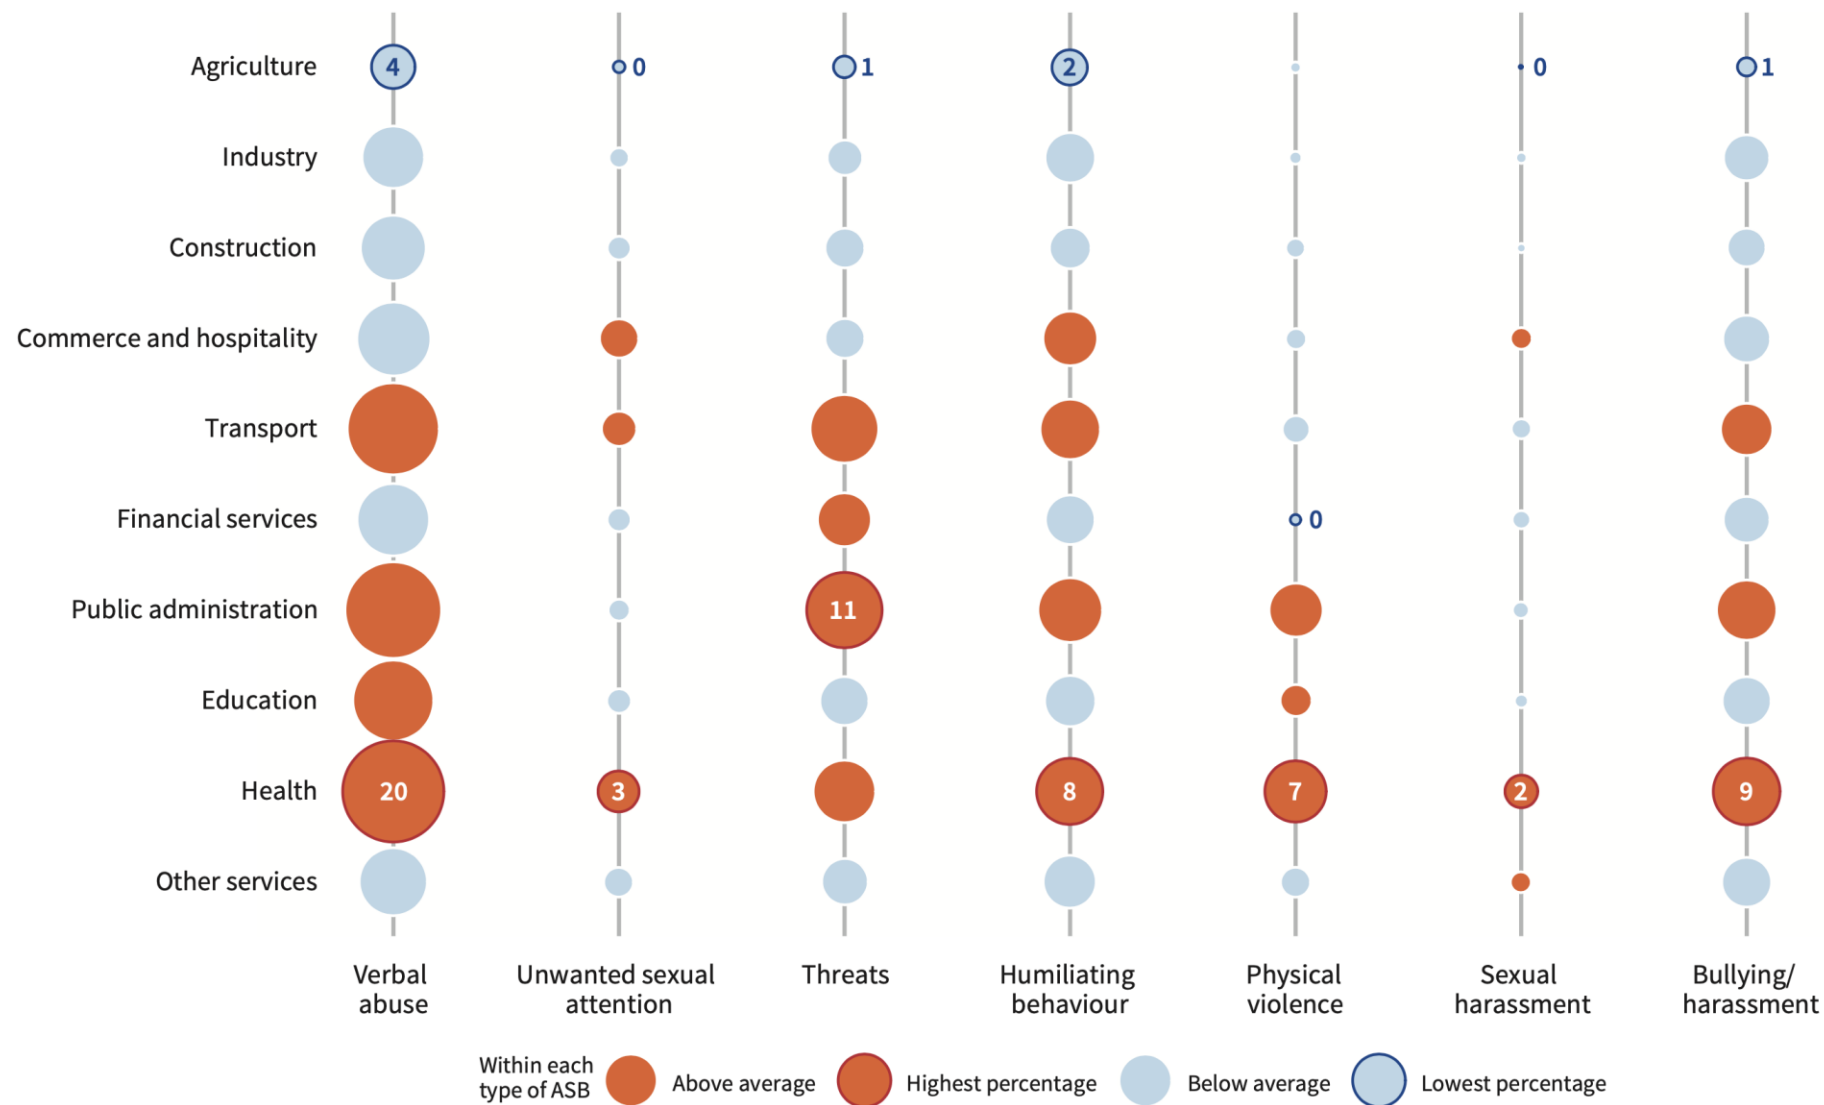 Agriculture 4 0 1 2 0 1
Industry
Construction
Commerce and hospitality
Transport
Financial services 0
Public administration 11
Education
Health 20 3 8 7 2 9
Other services
Verbal abuse
Unwanted sexual attention
Threats
Humiliating behaviour
Physical violence
Sexual harassment
Bullying/ harassment
Within each type of ASB
Above average
Highest percentage
Below average
Lowest percentage